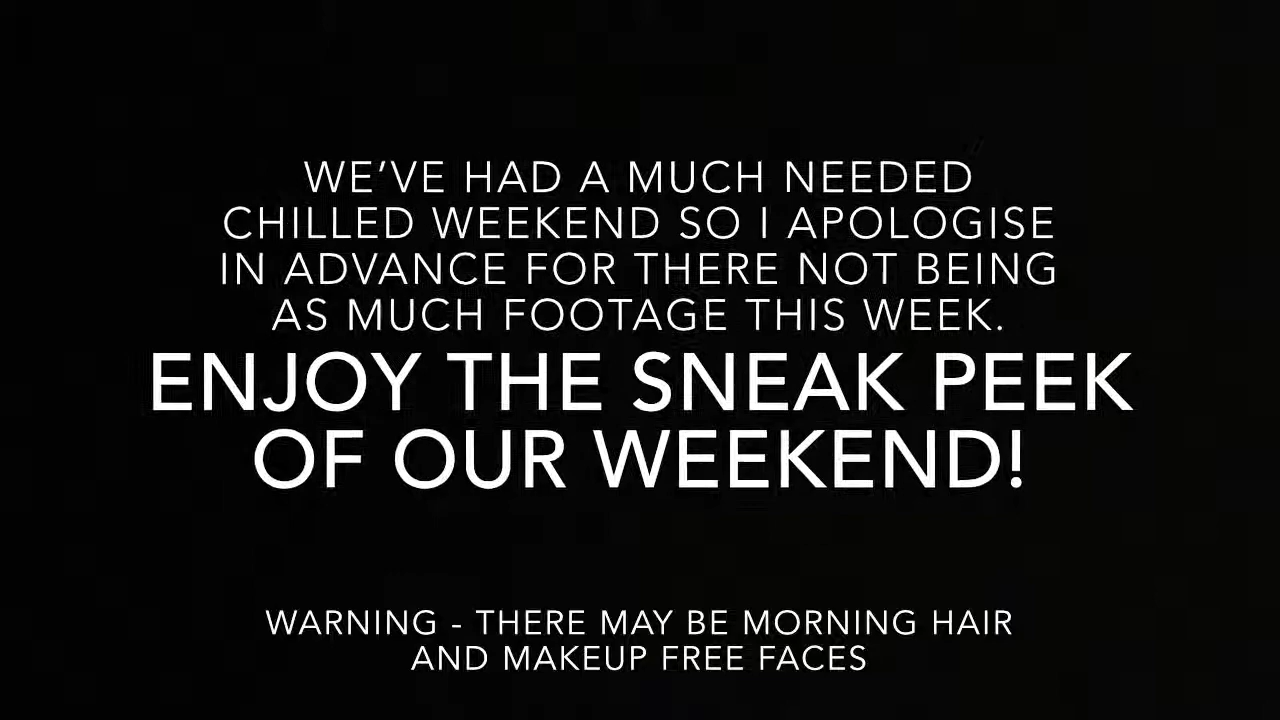 WE’VE HAD A MUCH NEEDED
CHILLED WEEKEND SO I APOLOGISE
IN ADVANCE FOR THERE NOT BEING
AS MUCH FOOTAGE THIS WEEK.
ENJOY THE SNEAK PEEK
OF OUR WEEKEND!
WARNING - THERE MAY BE MORNING HAIR
AND MAKEUP FREE FACES